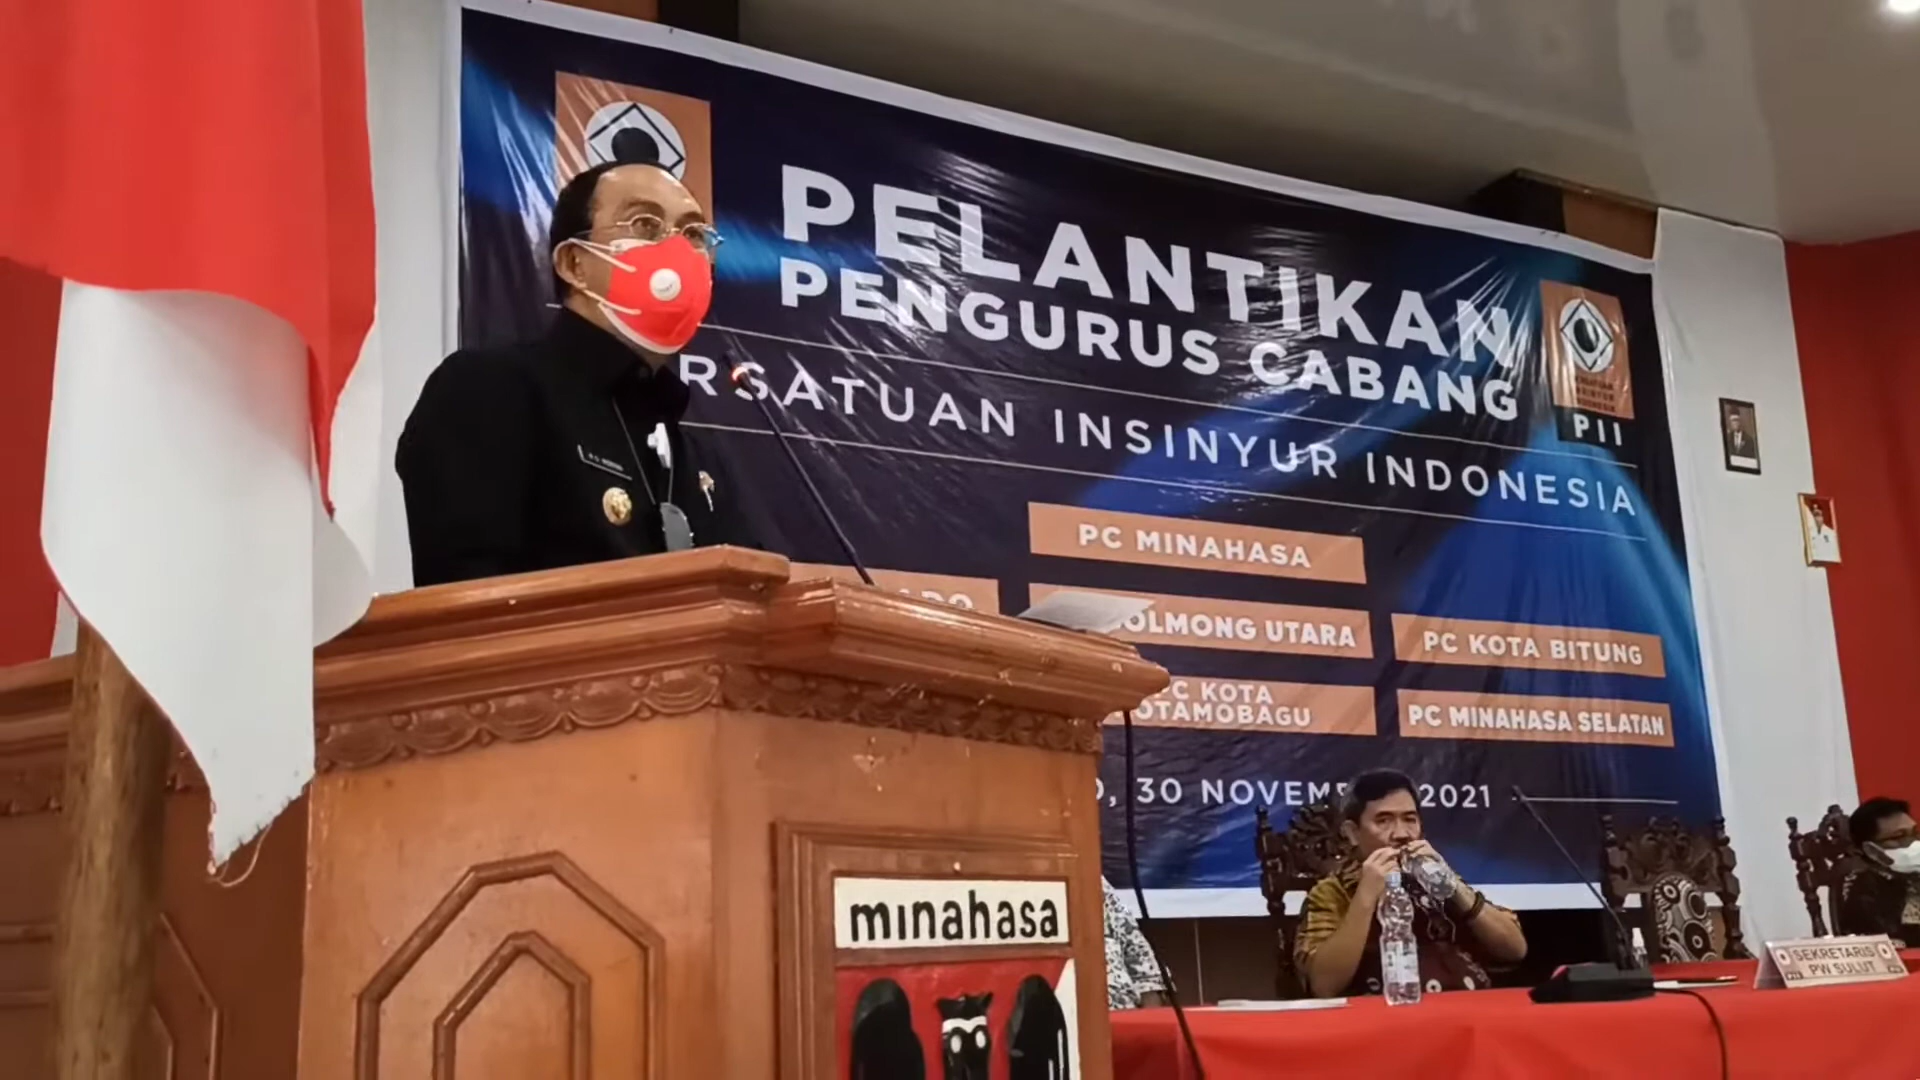 PELANTIKAN
PENGURUS CABANG
RSATUAN INSINYUR INDONESIA
PII
PC MINAHASA
OLMONG UTARA
PC KOTA BITUNG
PC KOTA
OTAMOBAGU
PC MINAHASA SELATAN
, 30 NOVEM 2021
minahasa
SEKRETARIS
PW SULUT